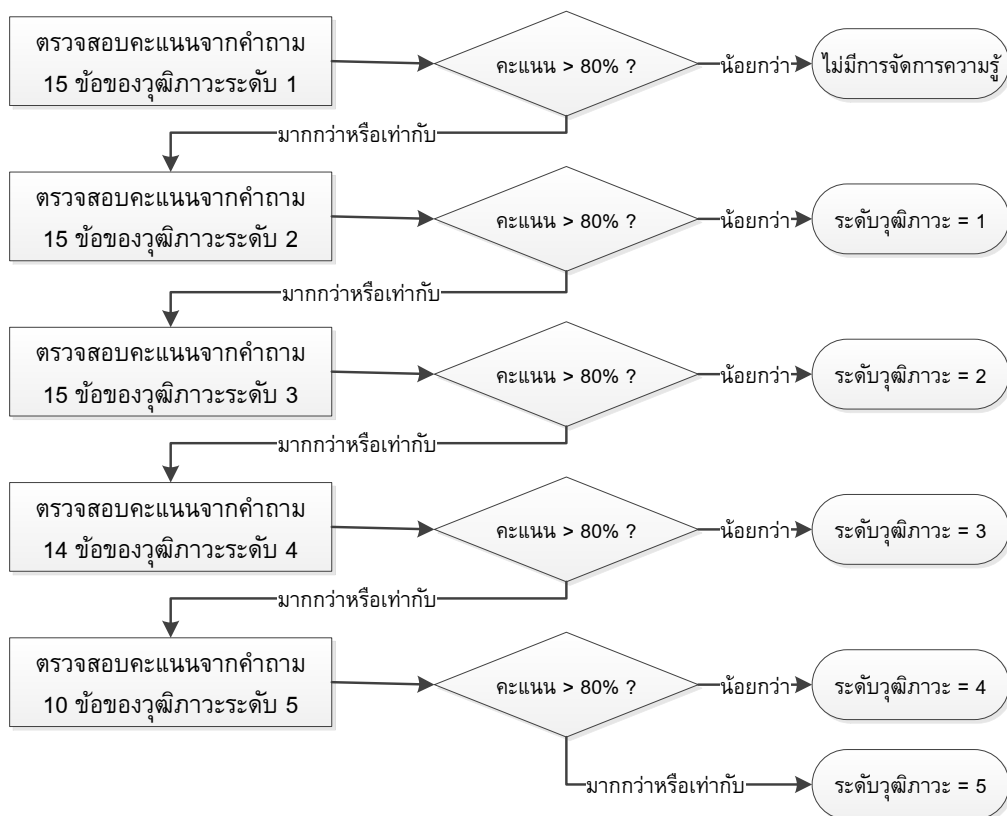 ตรวจสอบคะแนนจากคำถาม
15 ข้อของวุฒิภาวะระดับ 1
คะแนน > 80% ?
น้อยกว่า
ไม่มีการจัดการความรู้
มากกว่าหรือเท่ากับ
ตรวจสอบคะแนนจากคำถาม
15 ข้อของวุฒิภาวะระดับ 2
คะแนน > 80% ?
น้อยกว่า
ระดับวุฒิภาวะ = 1
มากกว่าหรือเท่ากับ
ตรวจสอบคะแนนจากคำถาม
15 ข้อของวุฒิภาวะระดับ 3
คะแนน > 80% ?
น้อยกว่า
ระดับวุฒิภาวะ = 2
มากกว่าหรือเท่ากับ
ตรวจสอบคะแนนจากคำถาม
14 ข้อของวุฒิภาวะระดับ 4
คะแนน > 80% ?
น้อยกว่า
ระดับวุฒิภาวะ = 3
มากกว่าหรือเท่ากับ
ตรวจสอบคะแนนจากคำถาม
10 ข้อของวุฒิภาวะระดับ 5
คะแนน > 80% ?
น้อยกว่า
ระดับวุฒิภาวะ = 4
มากกว่าหรือเท่ากับ
ระดับวุฒิภาวะ = 5